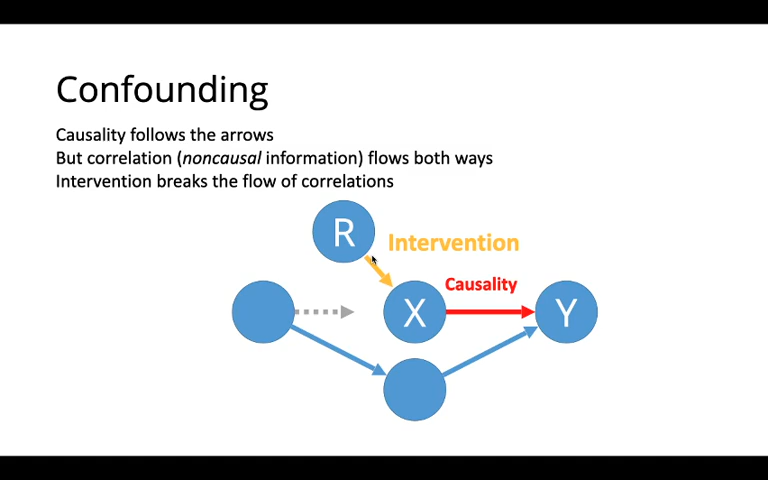 Confounding
Causality follows the arrows
But correlation (noncausal information) flows both ways
Intervention breaks the flow of correlations
R
Intervention
Causality
X
Y